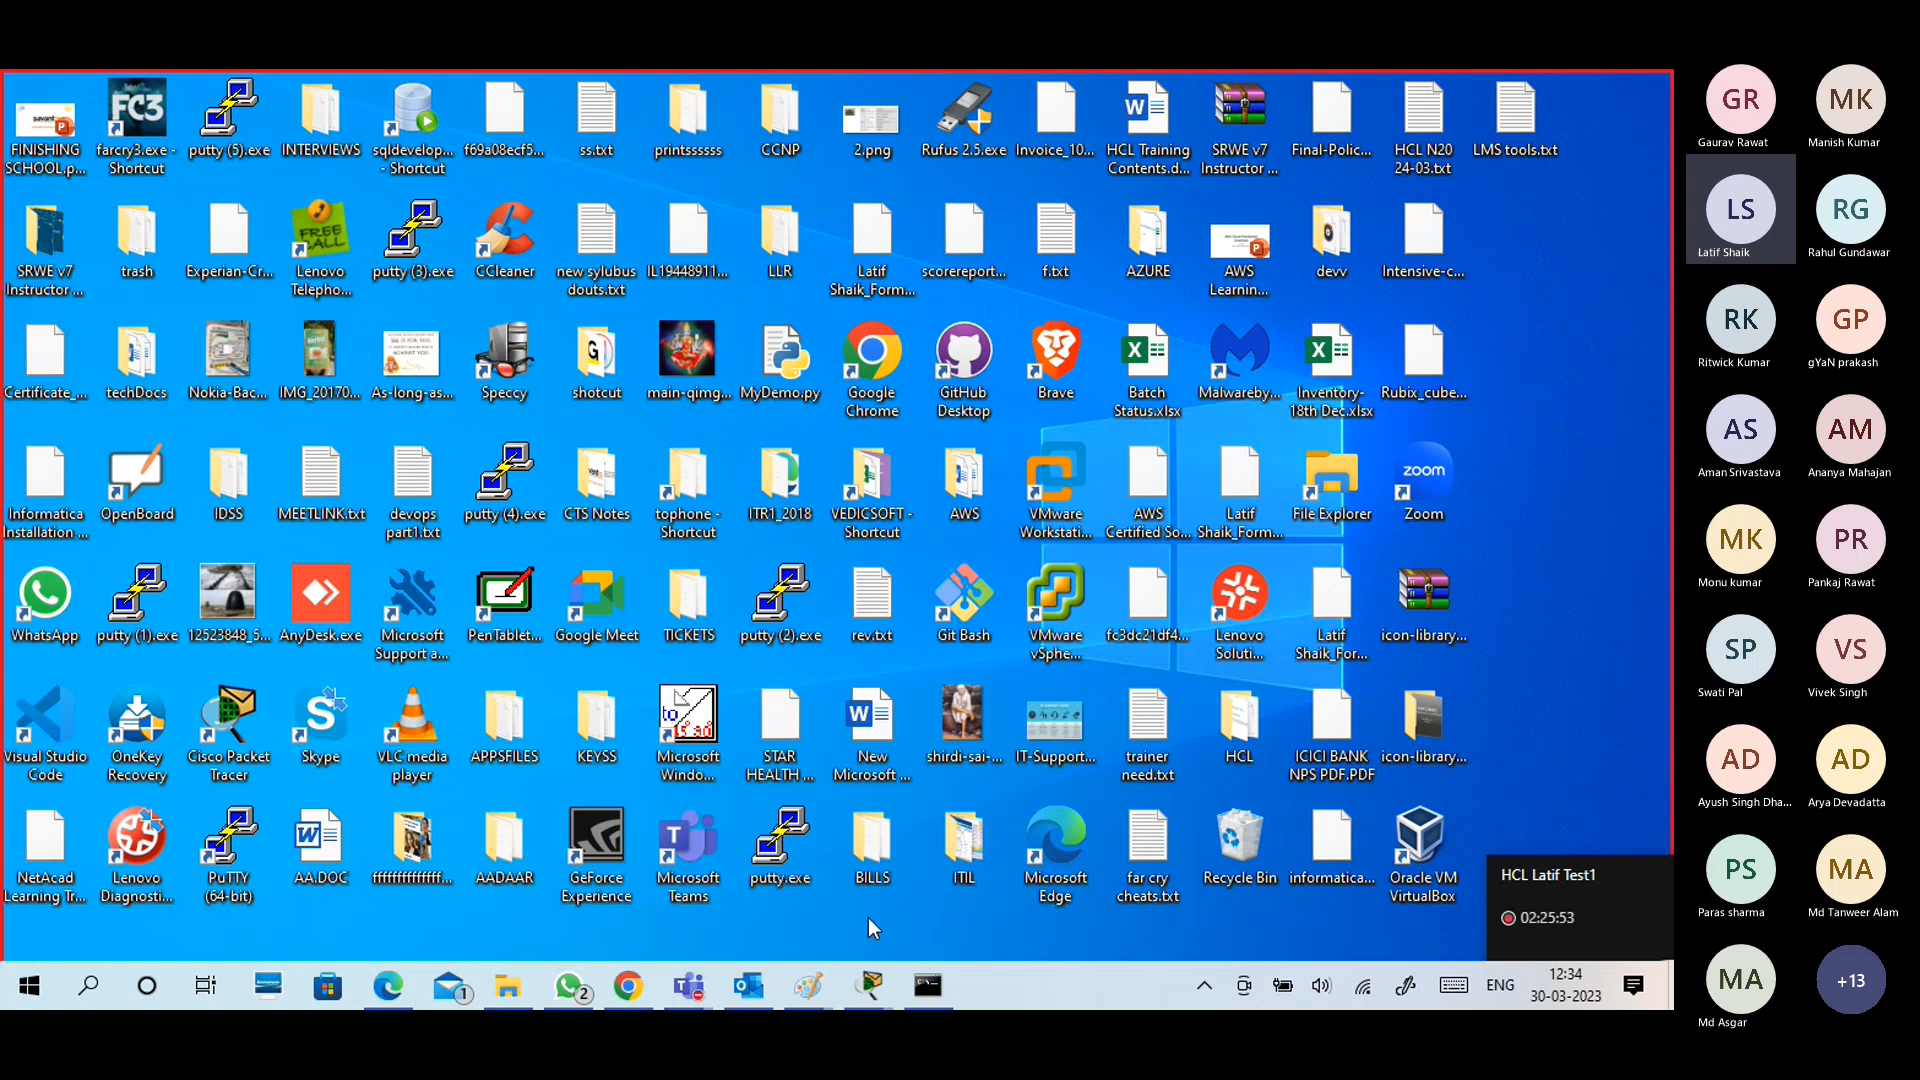 FINISHING
SCHOOL.p...
farcry3.exe -
Shortcut
putty (5).exe
INTERVIEWS
sqldevelop...
- Shortcut
f69a08ecf5...
ss.txt
printssssss
CCNP
2.png
Rufus 2.5.exe
Invoice_10...
HCL Training
Contents.d...
SRWE v7
Instructor ...
Final-Polic...
HCL N20
24-03.txt
LMS tools.txt
SRWE v7
Instructor ...
trash
Experian-Cr...
FREE
CALL
Lenovo
Telepho...
putty (3).exe
CCleaner
new sylubus
douts.txt
IL19448911...
LLR
Latif
Shaik_Form...
scorereport...
f.txt
AZURE
AWS
Learnin...
devv
Intensive-c...
Certificate_...
techDocs
Nokia-Bac...
IMG_20170...
As-long-as...
Speccy
shotcut
main-qimg...
MyDemo.py
Google
Chrome
GitHub
Desktop
Brave
Batch
Status.xlsx
Malwareby...
Inventory-
18th Dec.xlsx
Rubix_cube...
Informatica
Installation ...
OpenBoard
IDSS
MEETLINK.txt
devops
part1.txt
putty (4).exe
CTS Notes
tophone -
Shortcut
ITR1_2018
VEDICSOFT -
Shortcut
AWS
VMware
Workstati...
AWS
Certified So...
Latif
Shaik_Form...
File Explorer
zoom
Zoom
WhatsApp
putty (1).exe
12523848_5...
AnyDesk.exe
Microsoft
Support a...
PenTablet...
Google Meet
TICKETS
putty (2).exe
rev.txt
Git Bash
VMware
vSphe...
fc3dc21df4...
Lenovo
Soluti...
Latif
Shaik_For...
icon-library...
Visual Studio
Code
OneKey
Recovery
Cisco Packet
Tracer
Skype
VLC media
player
APPSFILES
KEYSS
Microsoft
Windo...
STAR
HEALTH ...
New
Microsoft ...
shirdi-sai-...
IT-Support...
trainer
need.txt
HCL
ICICI BANK
NPS PDF.PDF
icon-library...
NetAcad
Learning Tr...
Lenovo
Diagnosti...
PuTTY
(64-bit)
AA.DOC
ffffffffffffff...
AADAAR
GeForce
Experience
Microsoft
Teams
putty.exe
BILLS
ITIL
Microsoft
Edge
far cry
cheats.txt
Recycle Bin
informatica...
Oracle VM
VirtualBox
HCL Latif Test1
02:25:53
1
2
ENG
12:34
30-03-2023
GR
Gaurav Rawat
MK
Manish Kumar
LS
Latif Shaik
RG
Rahul Gundawar
RK
Ritwick Kumar
GP
gYaN prakash
AS
Aman Srivastava
AM
Ananya Mahajan
MK
Monu kumar
PR
Pankaj Rawat
SP
Swati Pal
VS
Vivek Singh
AD
Ayush Singh Dha...
AD
Arya Devadatta
PS
Paras sharma
MA
Md Tanweer Alam
MA
Md Asgar
+13